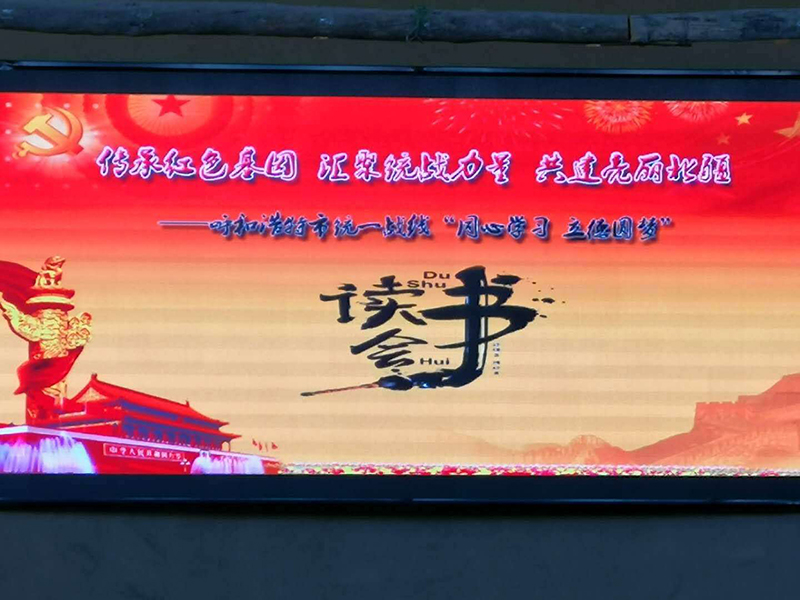 传承红色基因 汇聚统战力量 共建亮丽北疆
——呼和浩特市统一战线“同心学习 立德圆梦”
读书会
Du
Shu
Hui